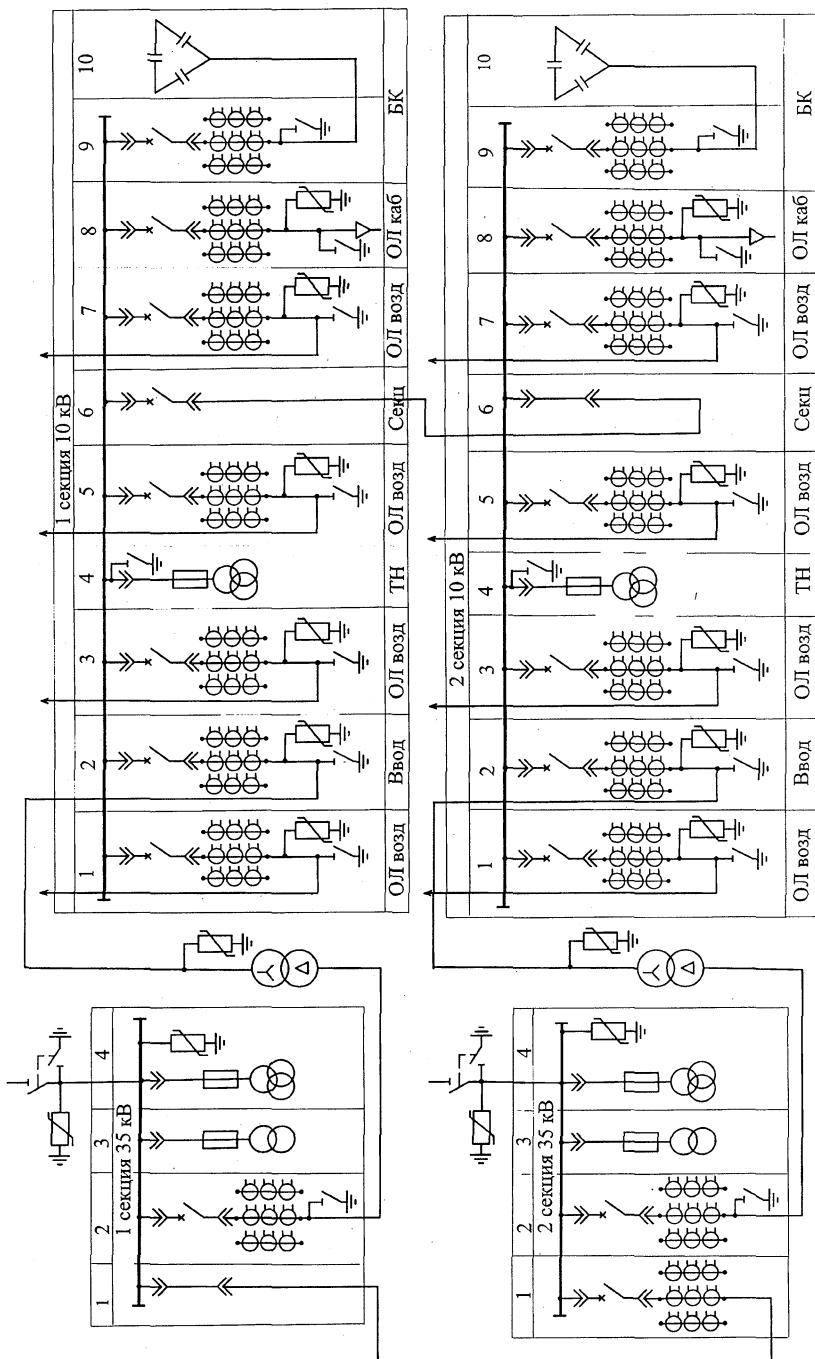 1 секция 35 кВ
1
2
3
4
1 секция 10 кВ
1
2
3
4
5
6
7
8
9
10
ОЛ возд
Ввод
ОЛ возд
ТН
ОЛ возд
Секц
ОЛ возд
ОЛ каб
БК
2 секция 35 кВ
1
2
3
4
2 секция 10 кВ
1
2
3
4
5
6
7
8
9
10
ОЛ возд
Ввод
ОЛ возд
ТН
ОЛ возд
Секц
ОЛ возд
ОЛ каб
БК